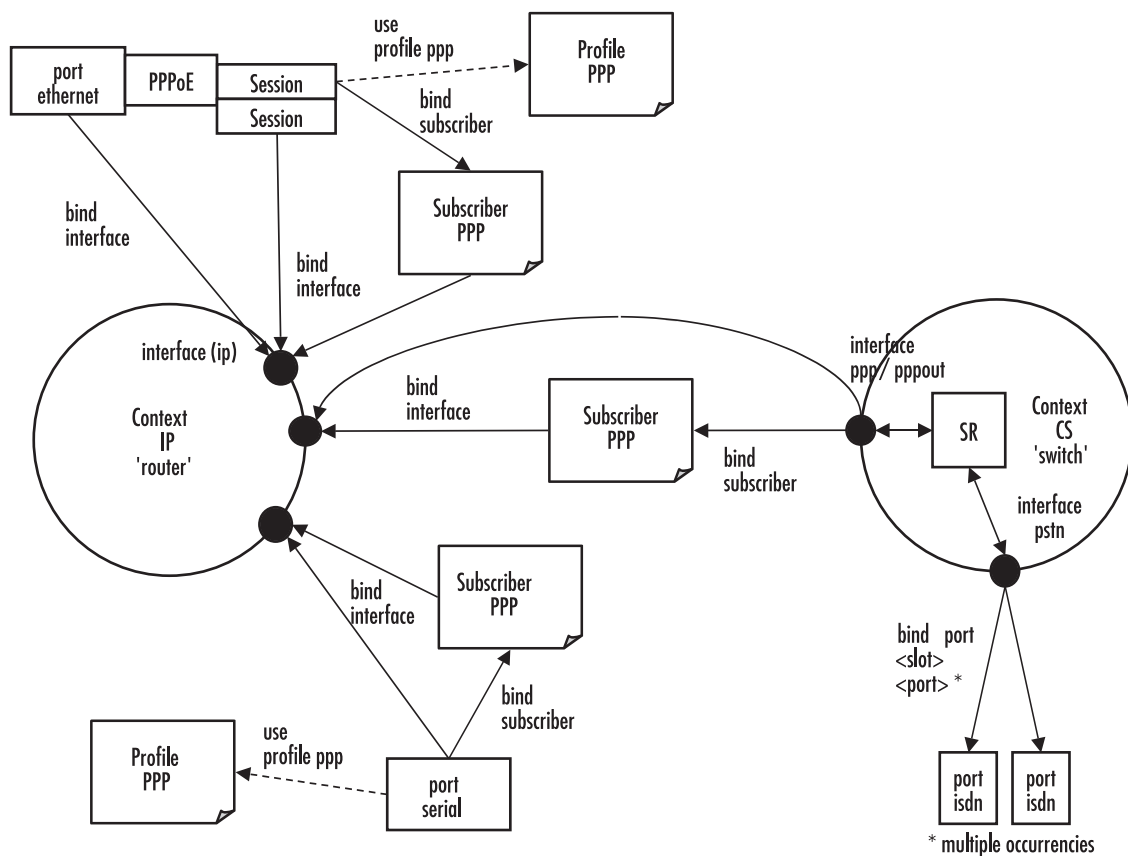 use
profile ppp
Profile
PPP
port
ethernet
PPPoE
Session
Session
bind
subscriber
Subscriber
PPP
bind
interface
bind
interface
interface (ip)
Context
IP
'router'
bind
interface
Subscriber
PPP
bind
subscriber
interface
ppp / pppout
SR
Context
CS
'switch'
interface
pstn
bind
interface
Subscriber
PPP
bind
subscriber
bind port
<slot>
<port> *
use
profile ppp
Profile
PPP
port
serial
port
isdn
port
isdn
* multiple occurrencies